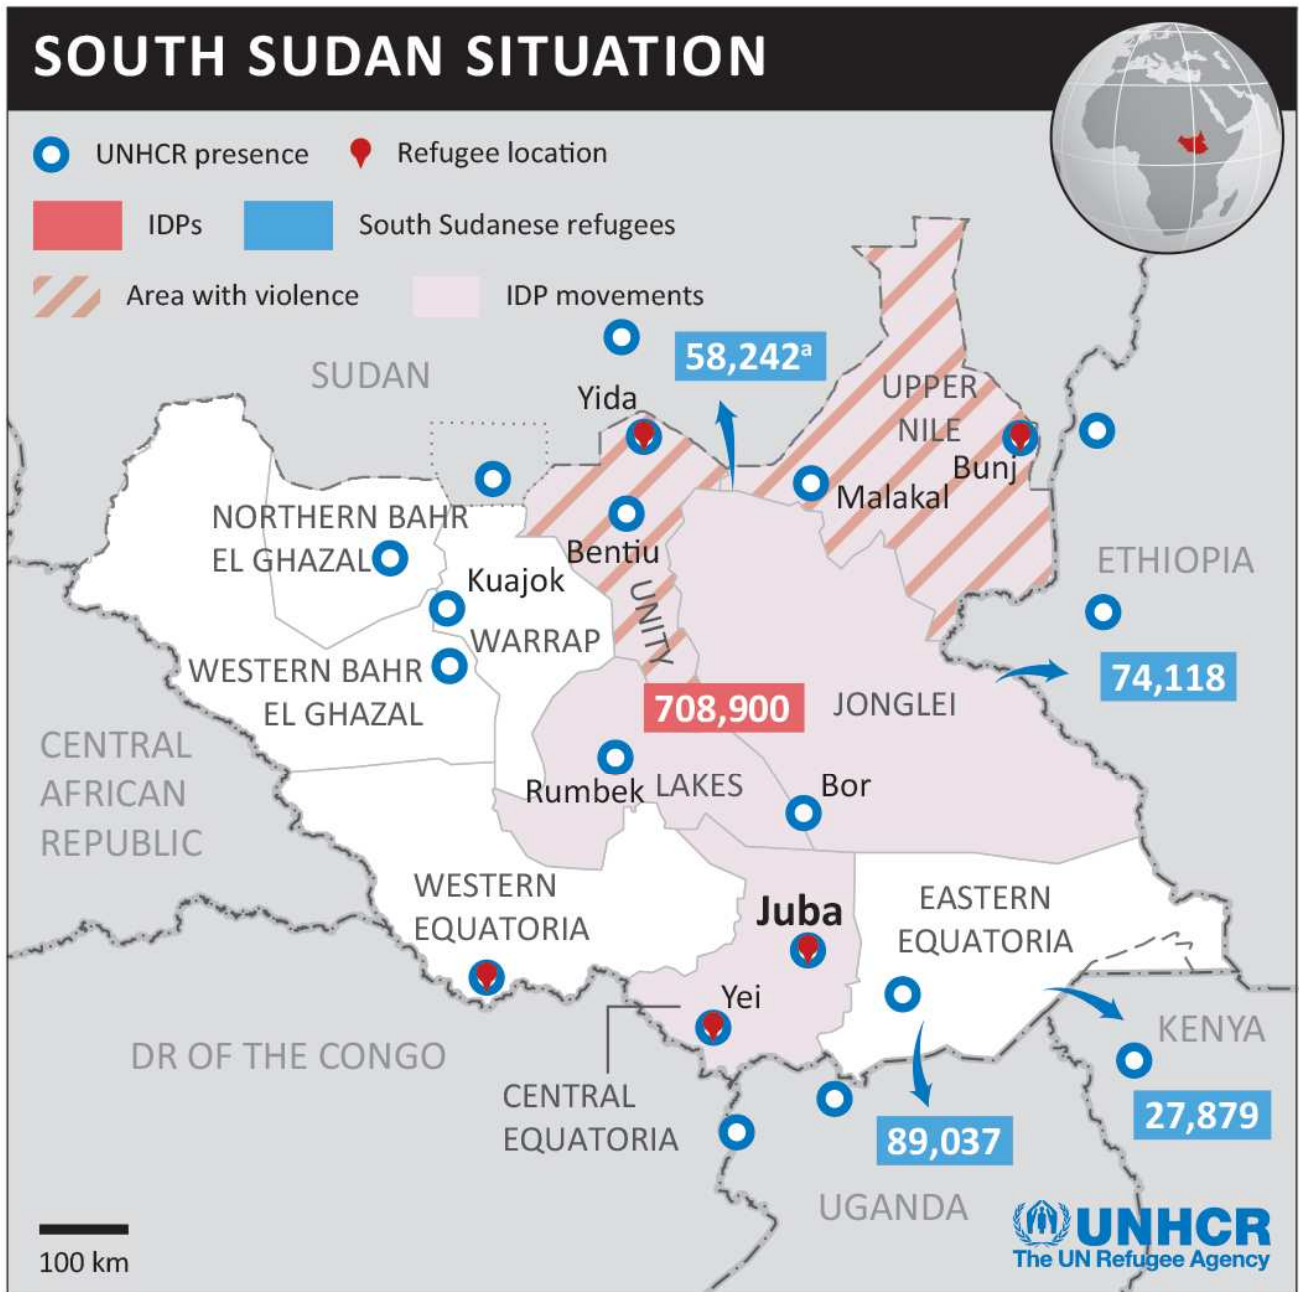 SOUTH SUDAN SITUATION
UNHCR presence
Refugee location
IDPs
South Sudanese refugees
Area with violence
IDP movements
SUDAN
58,242ᵃ
Yida
UPPER
NILE
Bunj
Malakal
NORTHERN BAHR
EL GHAZAL
Bentiu
ETHIOPIA
Kuajok
UNITY
WARRAP
WESTERN BAHR
EL GHAZAL
74,118
708,900
JONGLEI
CENTRAL
AFRICAN
REPUBLIC
Rumbek
LAKES
Bor
WESTERN
EQUATORIA
Juba
EASTERN
EQUATORIA
Yei
KENYA
DR OF THE CONGO
CENTRAL
EQUATORIA
27,879
89,037
UGANDA
100 km
UNHCR
The UN Refugee Agency